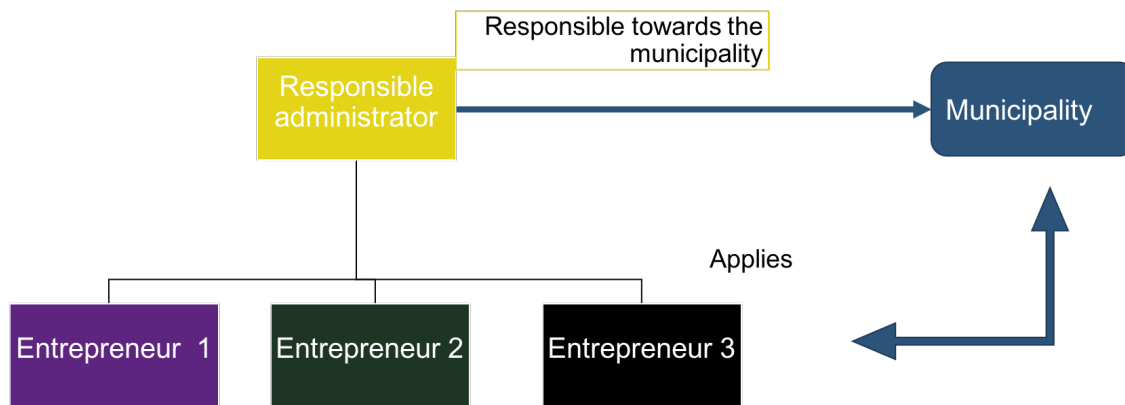 Responsible towards the
municipality
Responsible
administrator
Municipality
Applies
Entrepreneur  1
Entrepreneur 2
Entrepreneur 3